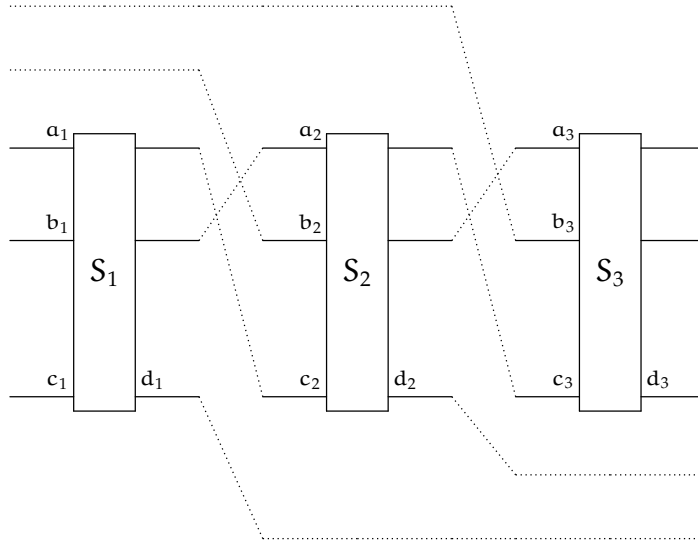 a₁ a₂ a₃
b₁ b₂ b₃
S₁ S₂ S₃
c₁ d₁ c₂ d₂ c₃ d₃